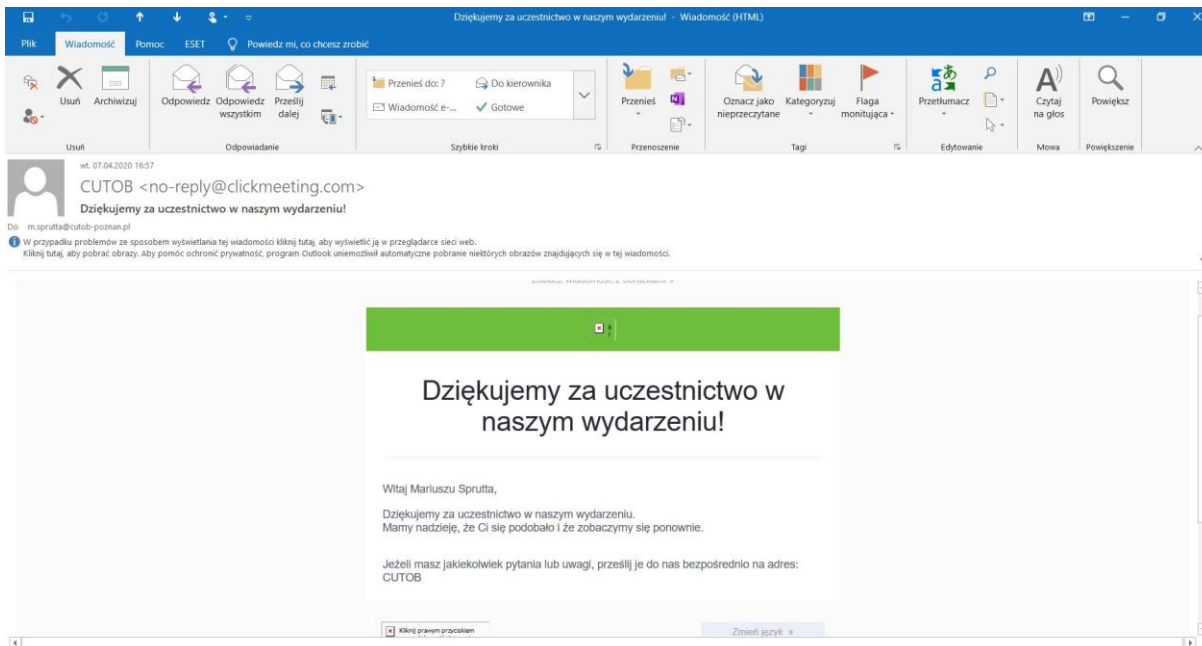 Dziękujemy za uczestnictwo w naszym wydarzeniu! - Wiadomość (HTML)
Plik Wiadomość Pomoc ESET Powiedz mi, co chcesz zrobić
Usuń Archiwizuj
Odpowiedz Odpowiedz wszystkim Prześlij dalej
Przenieś do: ? Do kierownika
Wiadomość e-... Gotowe
Przenieś
Oznacz jako nieprzeczytane Kategoryzuj Flaga monitująca
Przetłumacz
Czytaj na głos
Powiększ
Usuń Odpowiadanie Szybkie kroki Przenoszenie Tagi Edytowanie Mowa Powiększenie
wt. 07.04.2020 16:57
CUTOB <no-reply@clickmeeting.com>
Dziękujemy za uczestnictwo w naszym wydarzeniu!
Do m.sprutta@cutob-poznan.pl
W przypadku problemów ze sposobem wyświetlania tej wiadomości kliknij tutaj, aby wyświetlić ją w przeglądarce sieci web.
Kliknij tutaj, aby pobrać obrazy. Aby pomóc ochronić prywatność, program Outlook uniemożliwił automatyczne pobranie niektórych obrazów znajdujących się w tej wiadomości.
Zobacz wiadomość z obrazkami »
Dziękujemy za uczestnictwo w
naszym wydarzeniu!
Witaj Mariuszu Sprutta,
Dziękujemy za uczestnictwo w naszym wydarzeniu.
Mamy nadzieję, że Ci się podobało i że zobaczymy się ponownie.
Jeżeli masz jakiekolwiek pytania lub uwagi, prześlij je do nas bezpośrednio na adres:
CUTOB
Kliknij prawym przyciskiem
Zmień język »